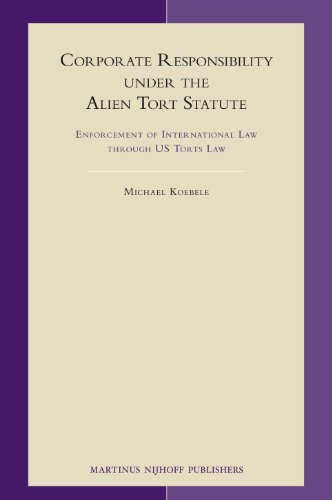 Corporate Responsibility
under the
Alien Tort Statute
Enforcement of International Law
through US Torts Law
Michael Koebele
MARTINUS NIJHOFF PUBLISHERS